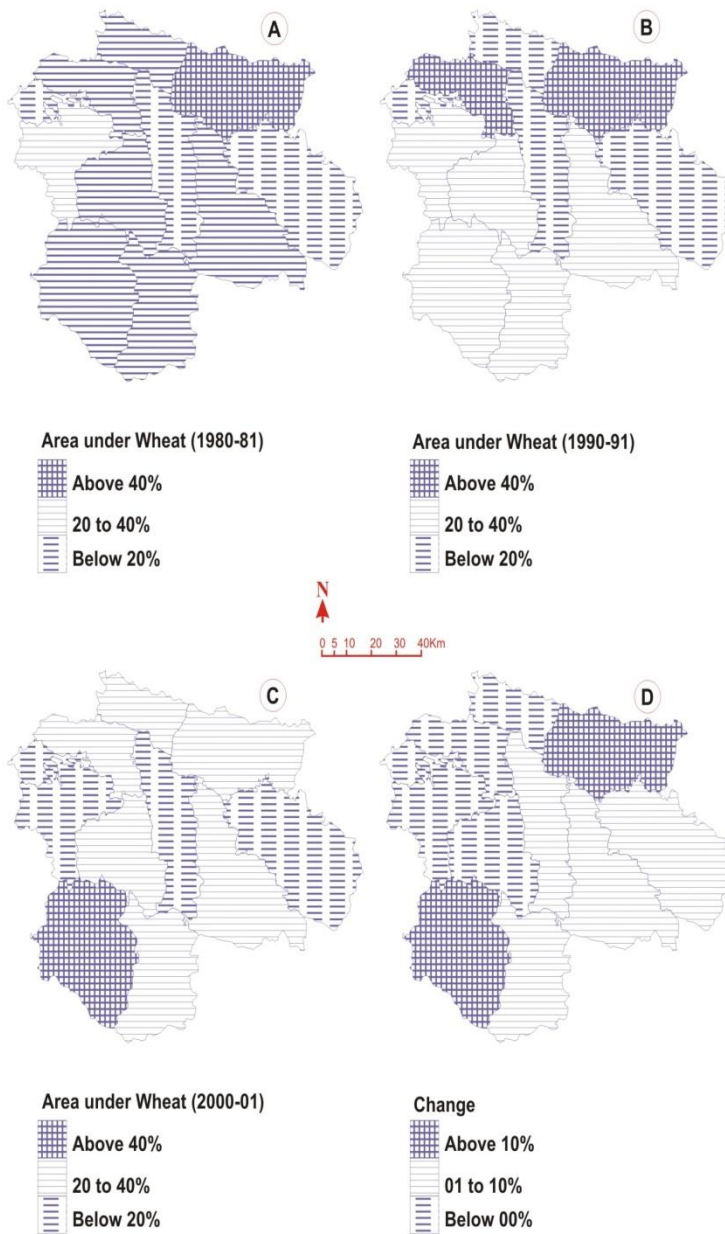 A
B
Area under Wheat (1980-81)
Above 40%
20 to 40%
Below 20%
Area under Wheat (1990-91)
Above 40%
20 to 40%
Below 20%
N
0 5 10 20 30 40Km
C
D
Area under Wheat (2000-01)
Above 40%
20 to 40%
Below 20%
Change
Above 10%
01 to 10%
Below 00%